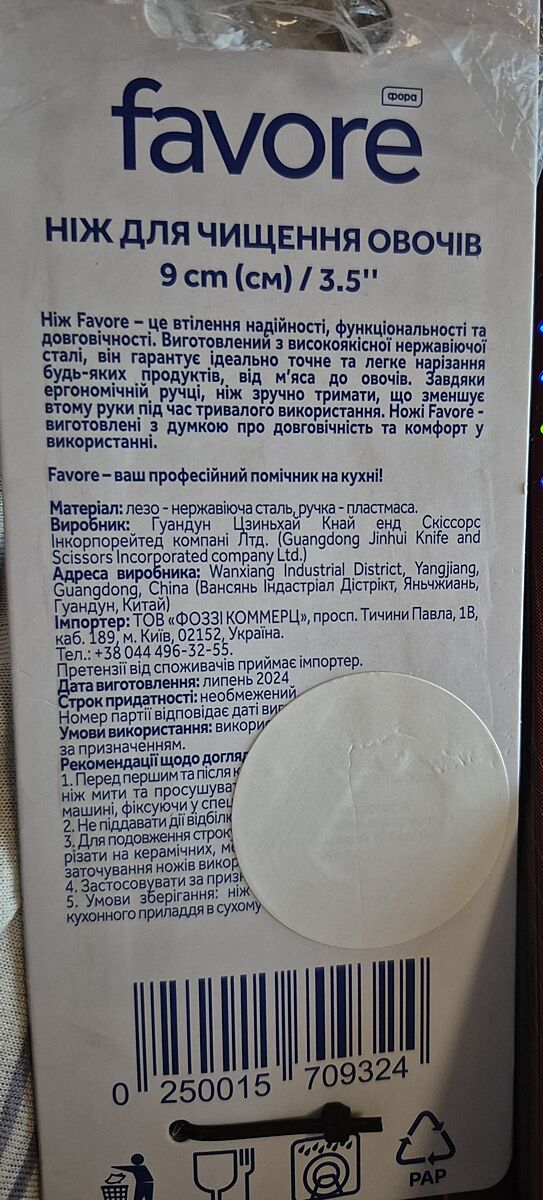 фора
favore
НІЖ ДЛЯ ЧИЩЕННЯ ОВОЧІВ
9 cm (см) / 3.5''
Ніж Favore – це втілення надійності, функціональності та
довговічності. Виготовлений з високоякісної нержавіючої
сталі, він гарантує ідеально точне та легке нарізання
будь-яких продуктів, від м'яса до овочів. Завдяки
ергономічній ручці, ніж зручно тримати, що зменшує
втому руки під час тривалого використання. Ножі Favore -
виготовлені з думкою про довговічність та комфорт у
використанні.
Favore – ваш професійний помічник на кухні!
Матеріал: лезо - нержавіюча сталь, ручка - пластмаса.
Виробник: Гуандун Цзиньхай Кнай енд Скіссорс
Інкорпорейтед компані Лтд. (Guangdong Jinhui Knife and
Scissors Incorporated company Ltd.)
Адреса виробника: Wanxiang Industrial District, Yangjiang,
Guangdong, China (Вансянь Індастріал Дістрікт, Яньчжиань,
Гуандун, Китай)
Імпортер: ТОВ «ФОЗЗІ КОММЕРЦ», просп. Тичини Павла, 1В,
каб. 189, м. Київ, 02152, Україна.
Тел.: +38 044 496-32-55.
Претензії від споживачів приймає імпортер.
Дата виготовлення: липень 2024
Строк придатності: необмежений
Номер партії відповідає даті
Умови використання:
за призначенням.
Рекомендації щодо
1. Перед першим та після
ніж мити та
машині, фіксуючи у
2. Не піддавати дії
3. Для подовження
різати на керамічних,
заточування ножів
4. Застосовувати за
5. Умови зберігання: ніж
кухонного приладдя в сухому
0 250015 709324
PAP